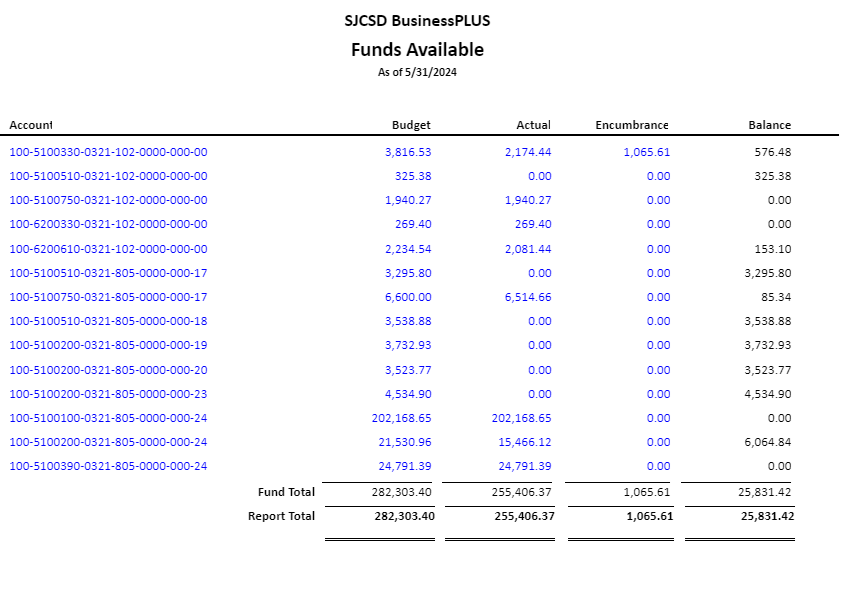 SJCSD BusinessPLUS
Funds Available
As of 5/31/2024
Account Budget Actual Encumbrance Balance
100-5100330-0321-102-0000-000-00 3,816.53 2,174.44 1,065.61 576.48
100-5100510-0321-102-0000-000-00 325.38 0.00 0.00 325.38
100-5100750-0321-102-0000-000-00 1,940.27 1,940.27 0.00 0.00
100-6200330-0321-102-0000-000-00 269.40 269.40 0.00 0.00
100-6200610-0321-102-0000-000-00 2,234.54 2,081.44 0.00 153.10
100-5100510-0321-805-0000-000-17 3,295.80 0.00 0.00 3,295.80
100-5100750-0321-805-0000-000-17 6,600.00 6,514.66 0.00 85.34
100-5100510-0321-805-0000-000-18 3,538.88 0.00 0.00 3,538.88
100-5100200-0321-805-0000-000-19 3,732.93 0.00 0.00 3,732.93
100-5100200-0321-805-0000-000-20 3,523.77 0.00 0.00 3,523.77
100-5100200-0321-805-0000-000-23 4,534.90 0.00 0.00 4,534.90
100-5100100-0321-805-0000-000-24 202,168.65 202,168.65 0.00 0.00
100-5100200-0321-805-0000-000-24 21,530.96 15,466.12 0.00 6,064.84
100-5100390-0321-805-0000-000-24 24,791.39 24,791.39 0.00 0.00
Fund Total 282,303.40 255,406.37 1,065.61 25,831.42
Report Total 282,303.40 255,406.37 1,065.61 25,831.42